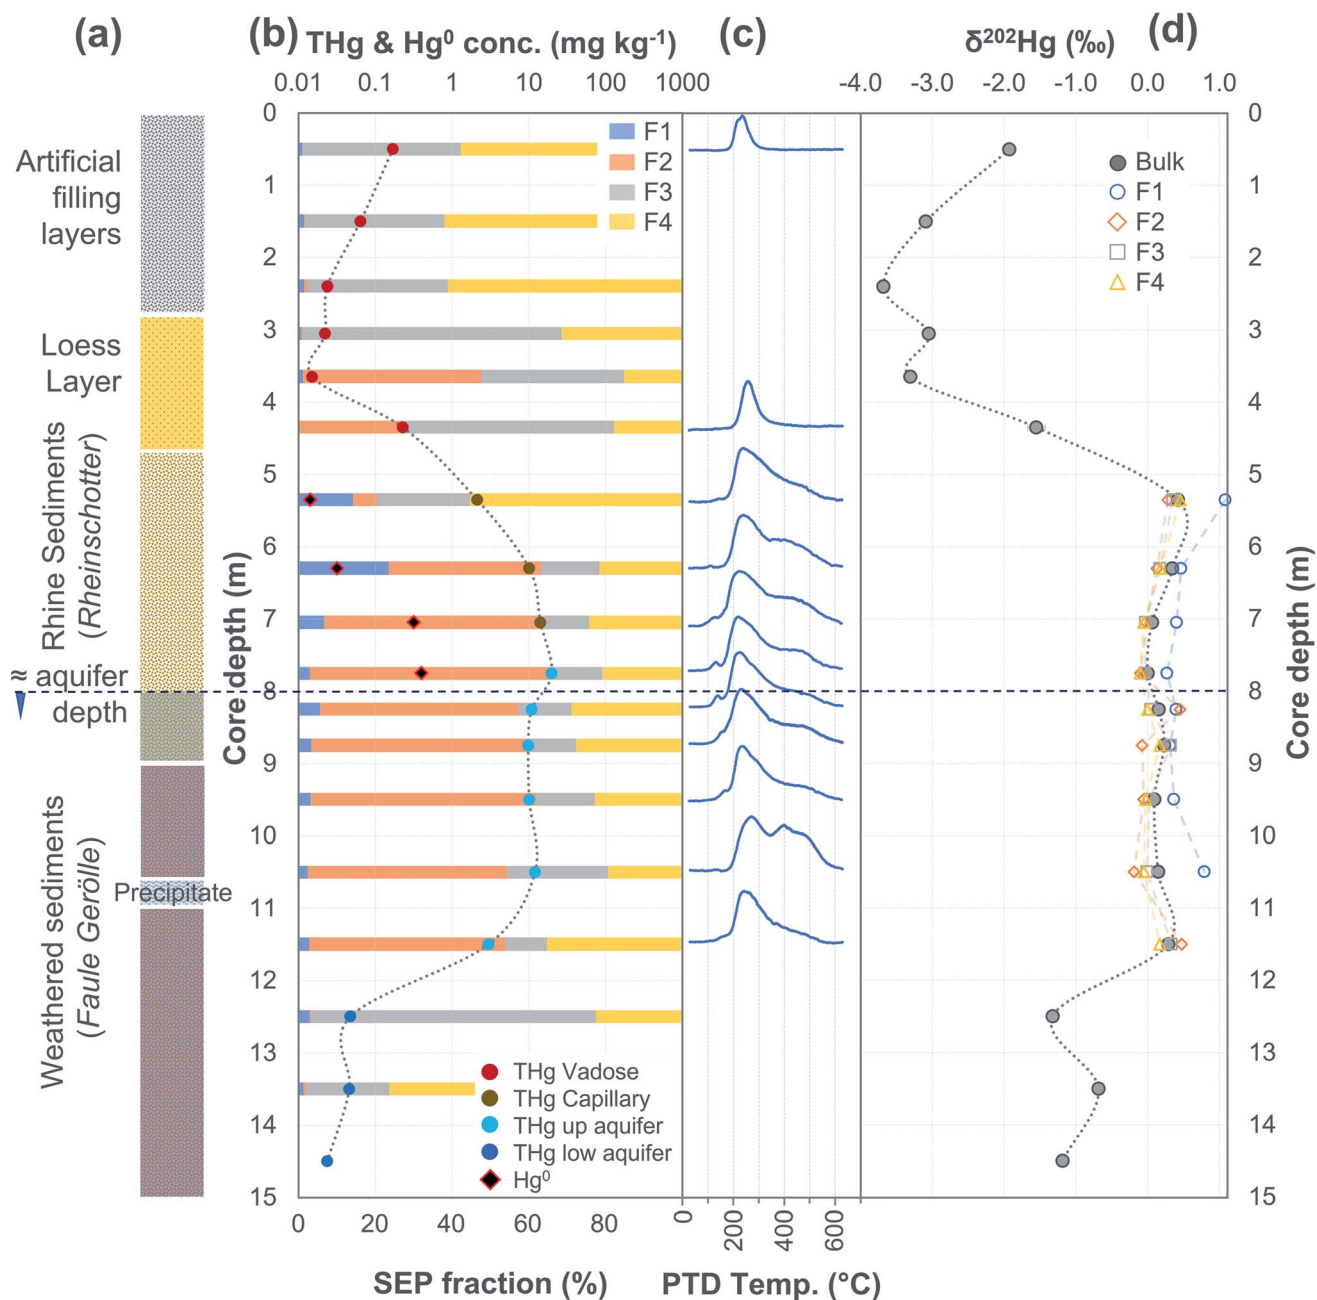 (a)
(b) THg & Hg⁰ conc. (mg kg⁻¹)
(c)
δ²⁰²Hg (‰)
(d)
0.01 0.1 1 10 100 1000
-4.0 -3.0 -2.0 -1.0 0.0 1.0
Artificial
filling
layers
Loess
Layer
Rhine Sediments
(Rheinschotter)
≈ aquifer
depth
Weathered sediments
(Faule Gerölle)
Precipitate
Core depth (m)
0
1
2
3
4
5
6
7
8
9
10
11
12
13
14
15
F1
F2
F3
F4
THg Vadose
THg Capillary
THg up aquifer
THg low aquifer
Hg⁰
0 20 40 60 80
SEP fraction (%)
0 200 400 600
PTD Temp. (°C)
Bulk
F1
F2
F3
F4
0
1
2
3
4
5
6
7
8
9
10
11
12
13
14
15
Core depth (m)